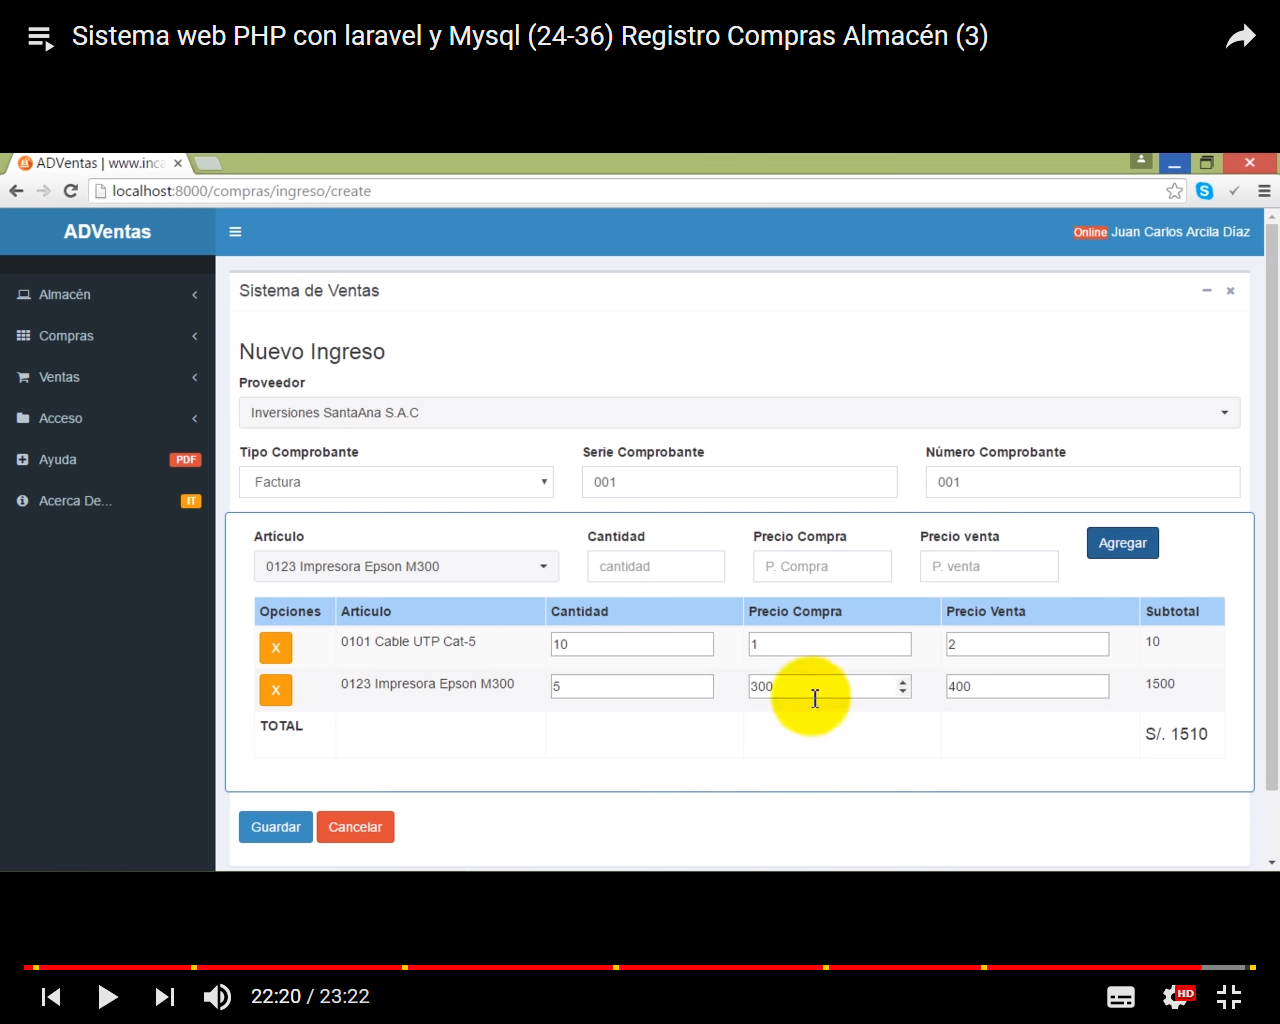 Sistema web PHP con laravel y Mysql (24-36) Registro Compras Almacén (3)
ADVentas | www.inca
localhost:8000/compras/ingreso/create
ADVentas
Online Juan Carlos Arcila Díaz
Almacén
Compras
Ventas
Acceso
Ayuda PDF
Acerca De... IT
Sistema de Ventas
Nuevo Ingreso
Proveedor
Inversiones SantaAna S.A.C
Tipo Comprobante Serie Comprobante Número Comprobante
Factura 001 001
Artículo Cantidad Precio Compra Precio venta
0123 Impresora Epson M300 cantidad P. Compra P. venta Agregar
Opciones Artículo Cantidad Precio Compra Precio Venta Subtotal
X 0101 Cable UTP Cat-5 10 1 2 10
X 0123 Impresora Epson M300 5 300 400 1500
TOTAL S/. 1510
Guardar Cancelar
22:20 / 23:22
HD